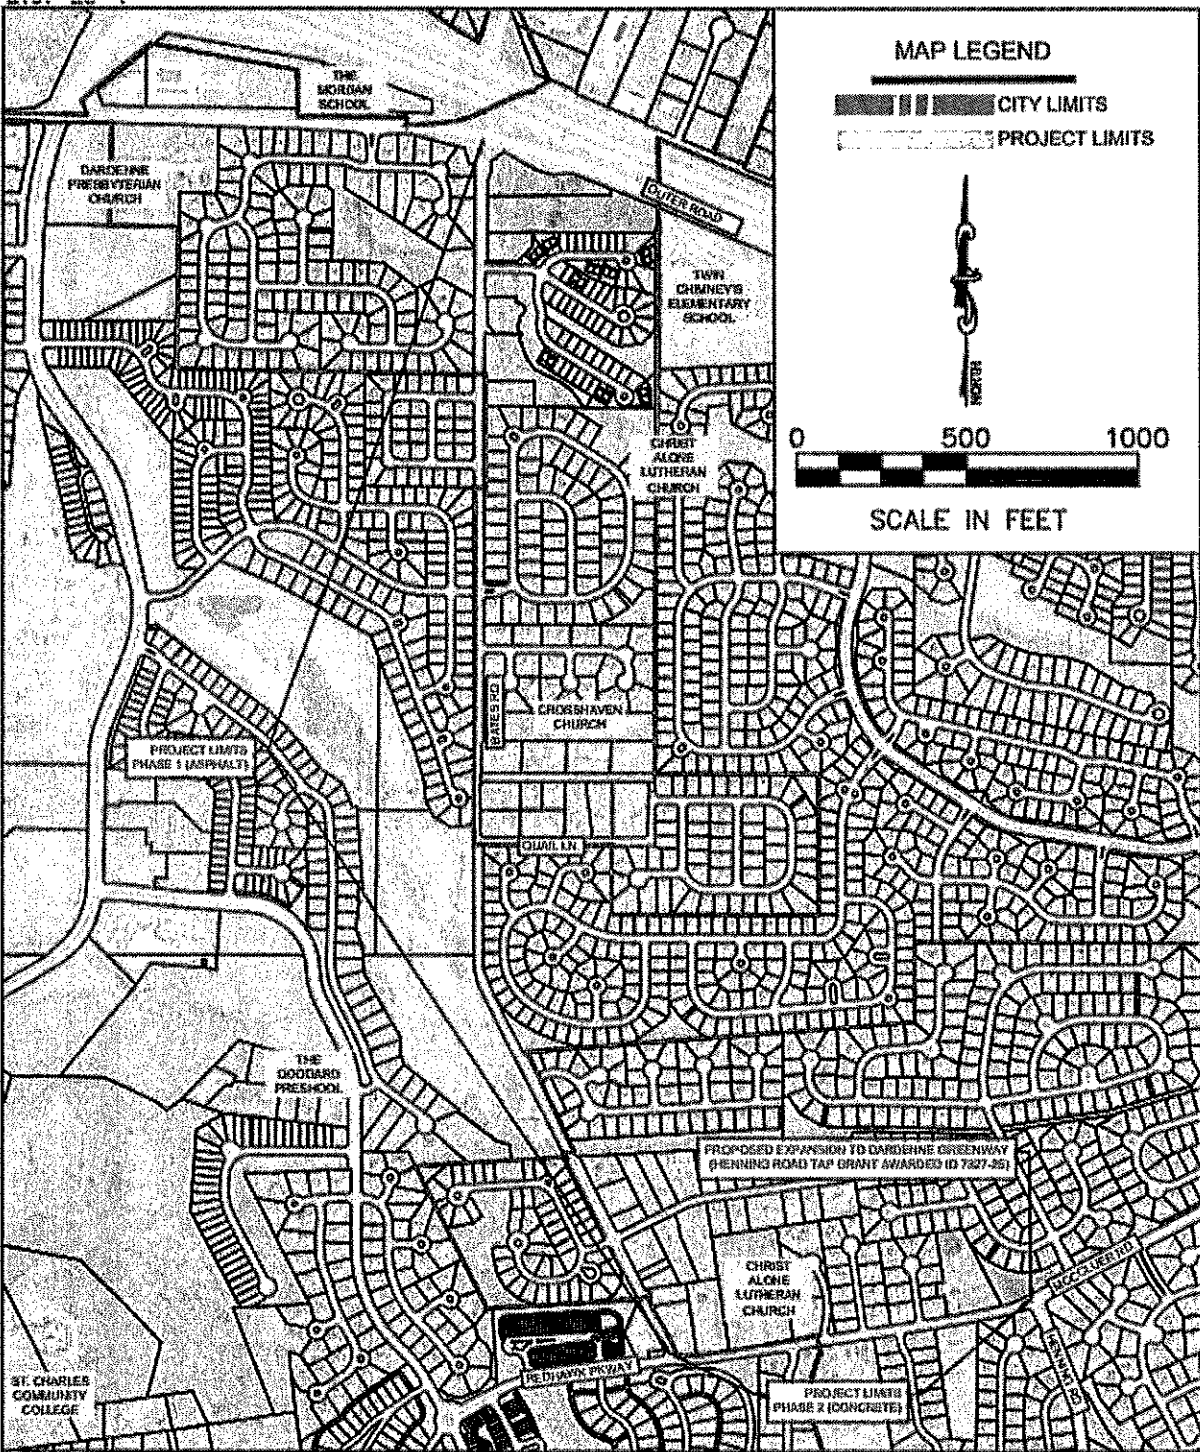 MAP LEGEND
CITY LIMITS
PROJECT LIMITS
NORTH
0 500 1000
SCALE IN FEET
THE
MORGAN
SCHOOL
DARDENNE
PRESBYTERIAN
CHURCH
OUTER ROAD
TWIN
CHIMNEYS
ELEMENTARY
SCHOOL
CHRIST
ALONE
LUTHERAN
CHURCH
BATES RD
CROSSHAVEN
CHURCH
PROJECT LIMITS
PHASE 1 (ASPHALT)
QUAIL LN
THE
GODDARD
PRESHOOL
PROPOSED EXPANSION TO DARDENNE GREENWAY
(HENNING ROAD TAP GRANT AWARDED ID 7327-25)
CHRIST
ALONE
LUTHERAN
CHURCH
MCCLUER RD
HENNING RD
REDHAWK PKWAY
PROJECT LIMITS
PHASE 2 (CONCRETE)
ST. CHARLES
COMMUNITY
COLLEGE